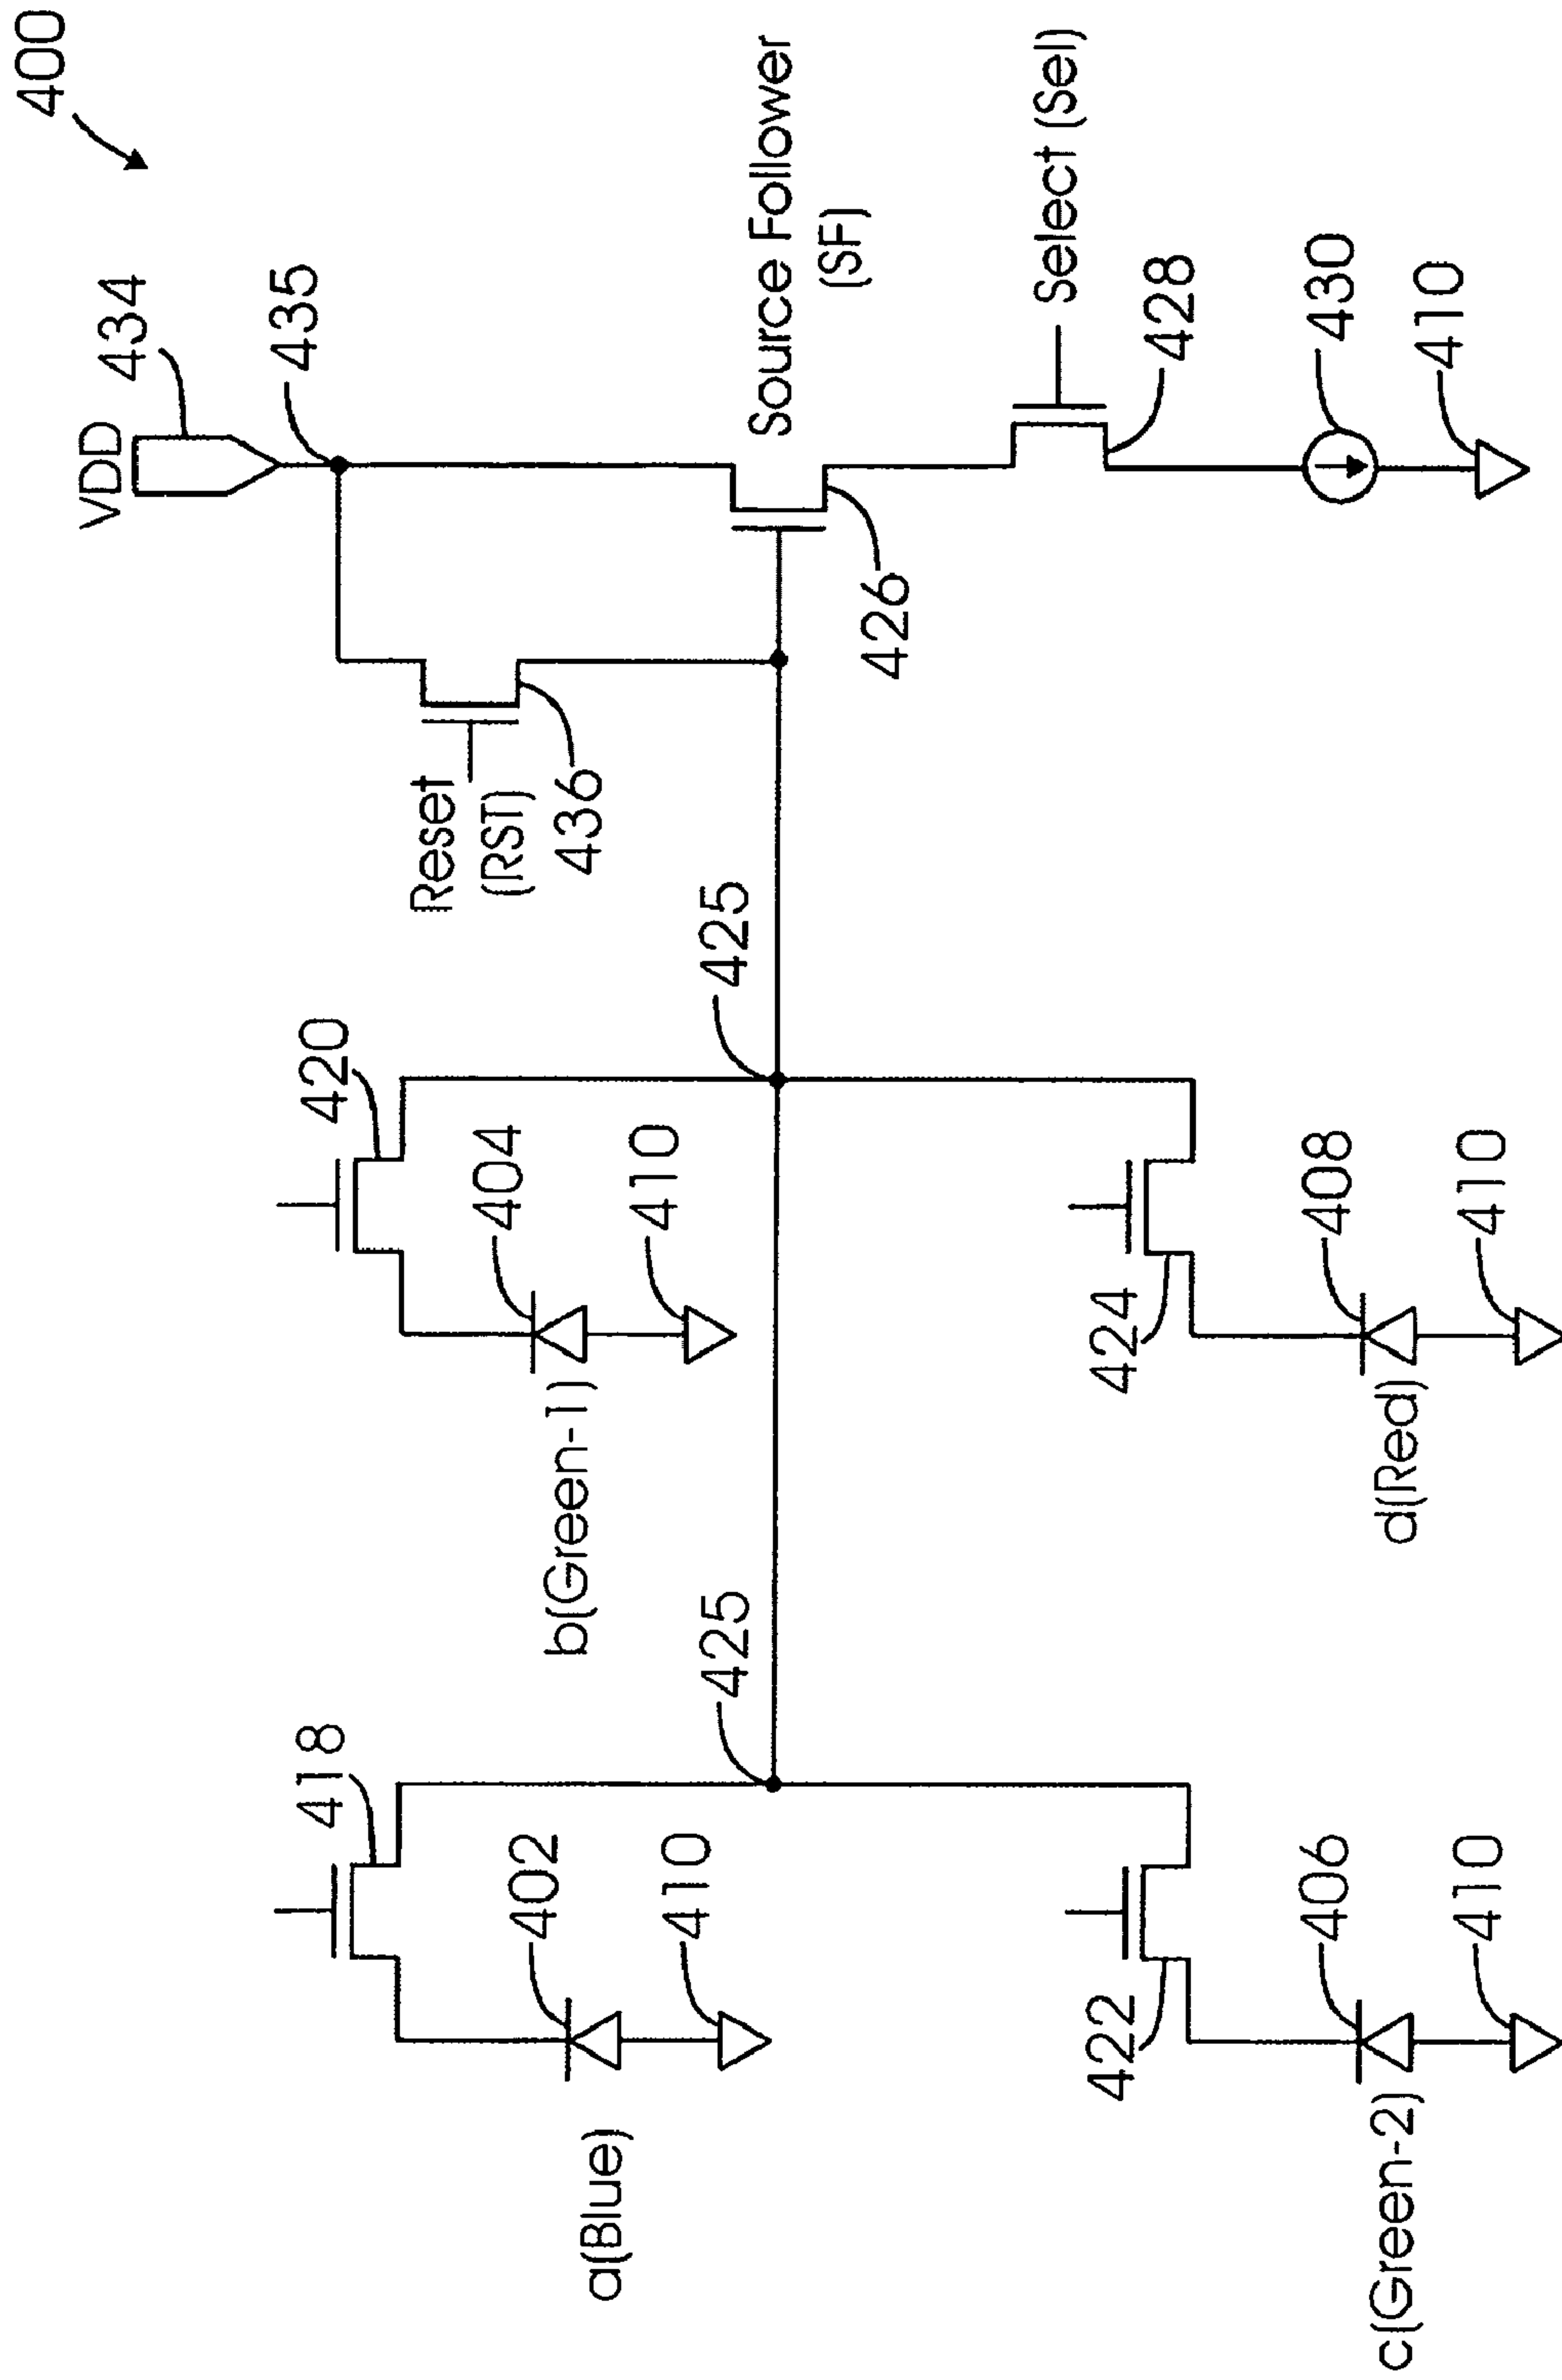 400
VDD
434
435
Reset
(RST)
436
Source Follower
(SF)
426
Select (Sel)
428
430
410
418
402
410
a(Blue)
425
420
404
410
b(Green-1)
425
422
406
410
c(Green-2)
424
408
410
d(Red)